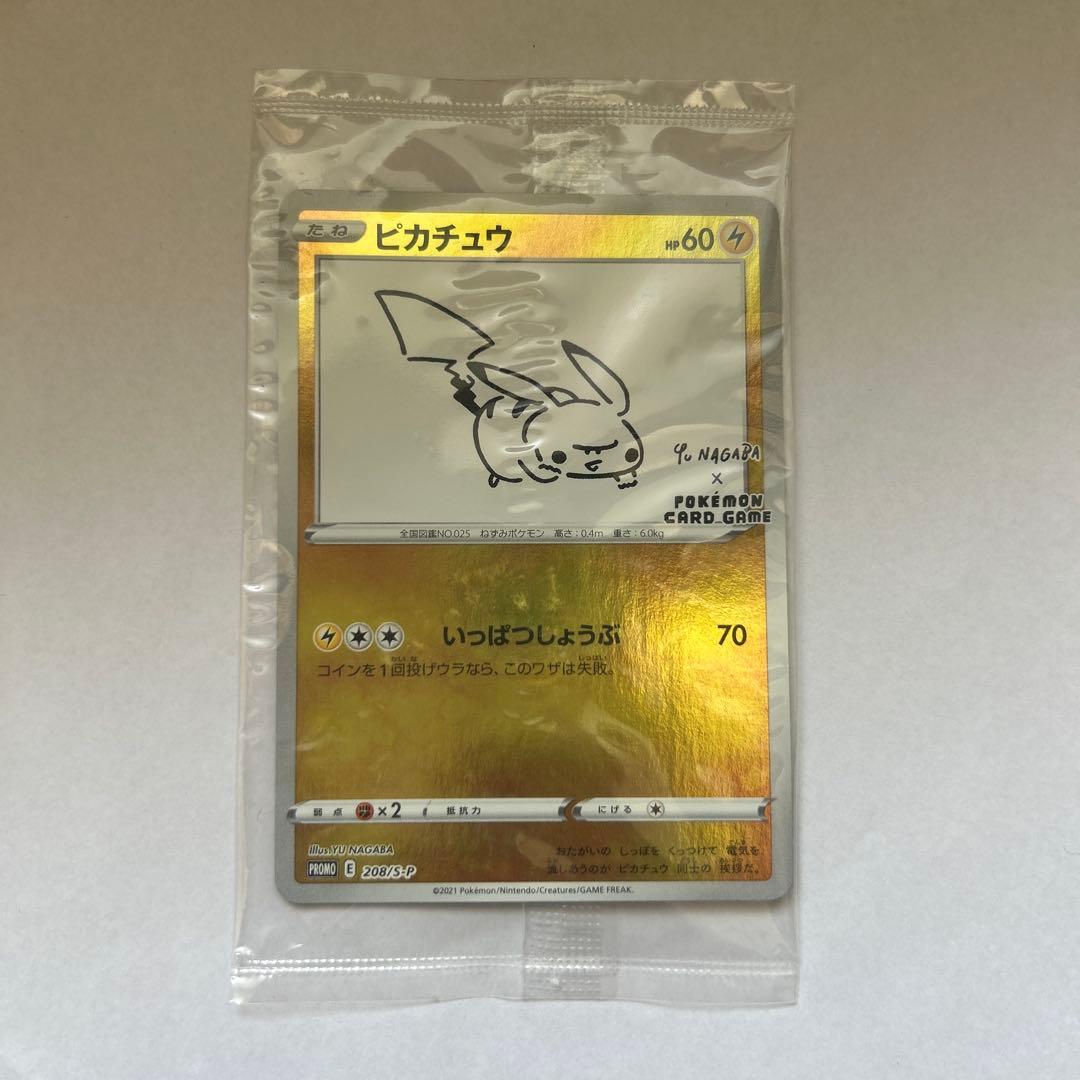 たね ピカチュウ HP60
YU NAGABA
×
POKÉMON
CARD GAME
全国図鑑NO.025 ねずみポケモン 高さ:0.4m 重さ:6.0kg
いっぱつしょうぶ 70
コインを1回投げウラなら、このワザは失敗。
弱点 ×2 抵抗力 にげる
Illus.YU NAGABA
PROMO E 208/S-P
おたがいの しっぽを くっつけて 電気を
流しあうのが ピカチュウ 同士の 挨拶だ。
©2021 Pokémon/Nintendo/Creatures/GAME FREAK.